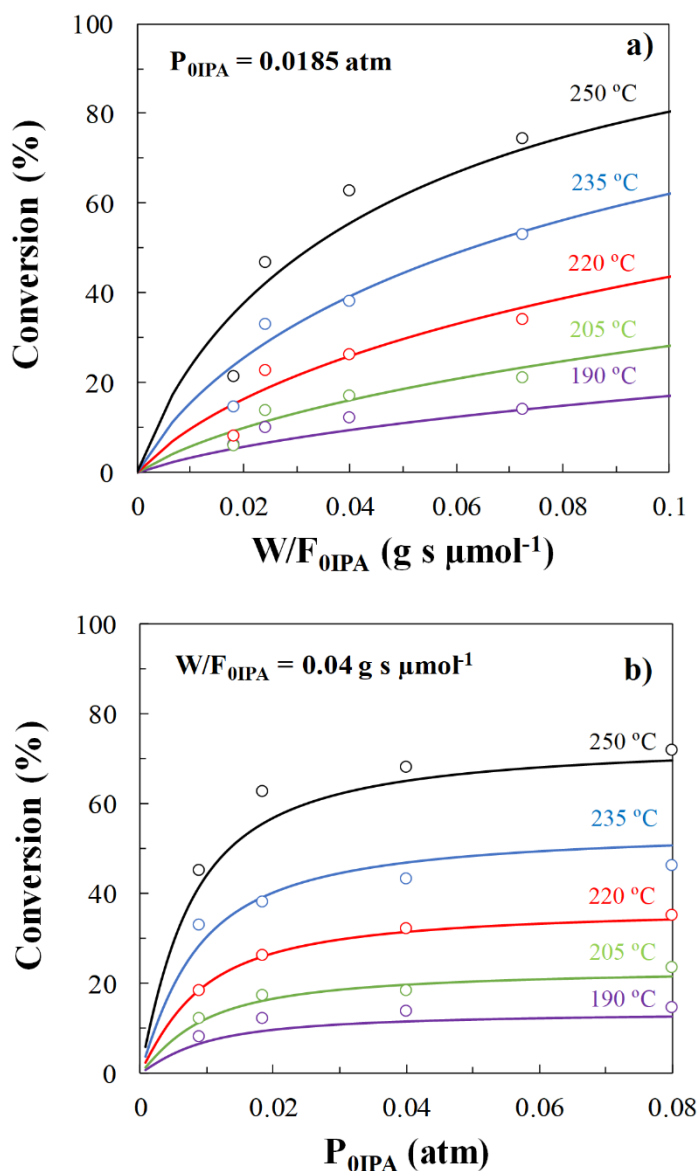 100
a)
P0IPA = 0.0185 atm
250 ºC
80
235 ºC
60
220 ºC
40
205 ºC
20
190 ºC
0
0 0.02 0.04 0.06 0.08 0.1
Conversion (%)
W/F0IPA (g s µmol-1)
100
W/F0IPA = 0.04 g s µmol-1
b)
80
250 ºC
60
235 ºC
40
220 ºC
205 ºC
20
190 ºC
0
0 0.02 0.04 0.06 0.08
Conversion (%)
P0IPA (atm)